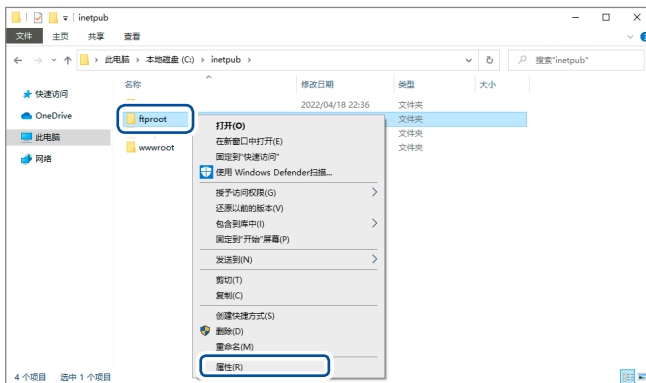 inetpub
文件 主页 共享 查看
此电脑 › 本地磁盘 (C:) › inetpub ›
搜索"inetpub"
名称 修改日期 类型 大小
快速访问
OneDrive
此电脑
网络
2022/04/18 22:36 文件夹
ftproot 文件夹
文件夹
wwwroot 文件夹
打开(O)
在新窗口中打开(E)
固定到"快速访问"
使用 Windows Defender扫描...
授予访问权限(G)
还原以前的版本(V)
包含到库中(I)
固定到"开始"屏幕(P)
发送到(N)
剪切(T)
复制(C)
创建快捷方式(S)
删除(D)
重命名(M)
属性(R)
4 个项目 选中 1 个项目